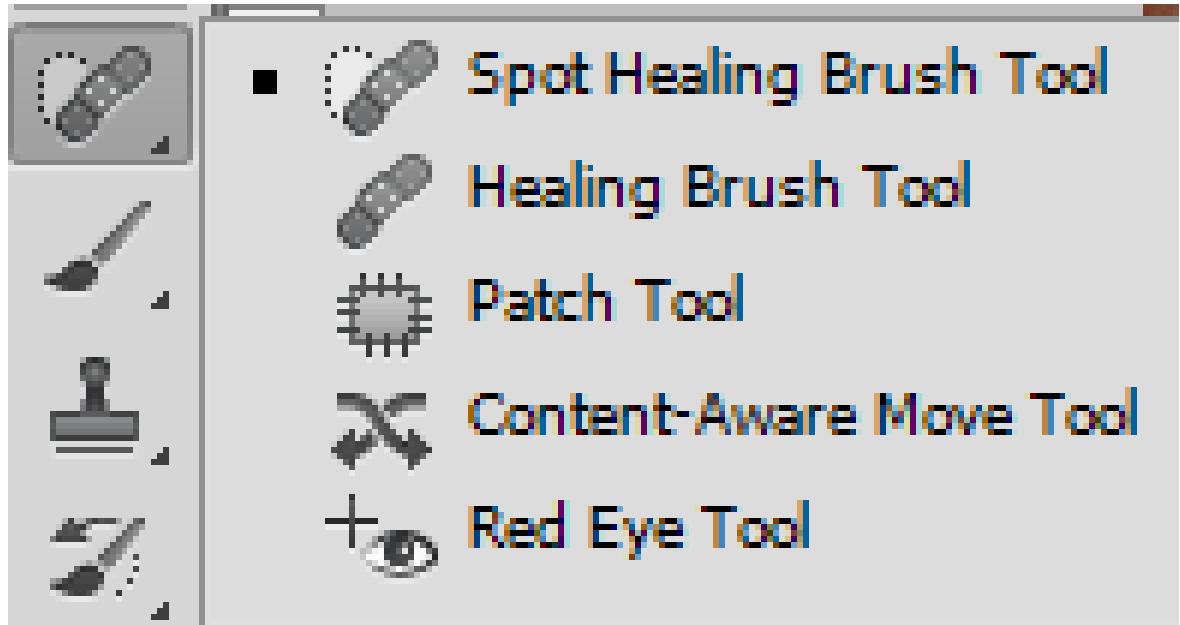 Spot Healing Brush Tool
Healing Brush Tool
Patch Tool
Content-Aware Move Tool
Red Eye Tool